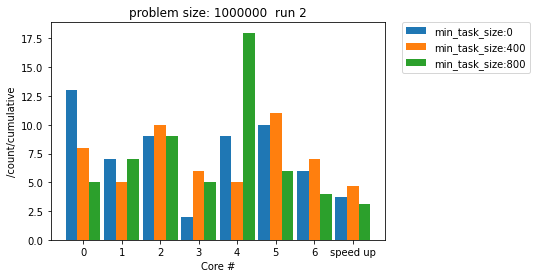 problem size: 1000000  run 2
min_task_size:0
min_task_size:400
min_task_size:800
/count/cumulative
17.5
15.0
12.5
10.0
7.5
5.0
2.5
0.0
0 1 2 3 4 5 6 speed up
Core #